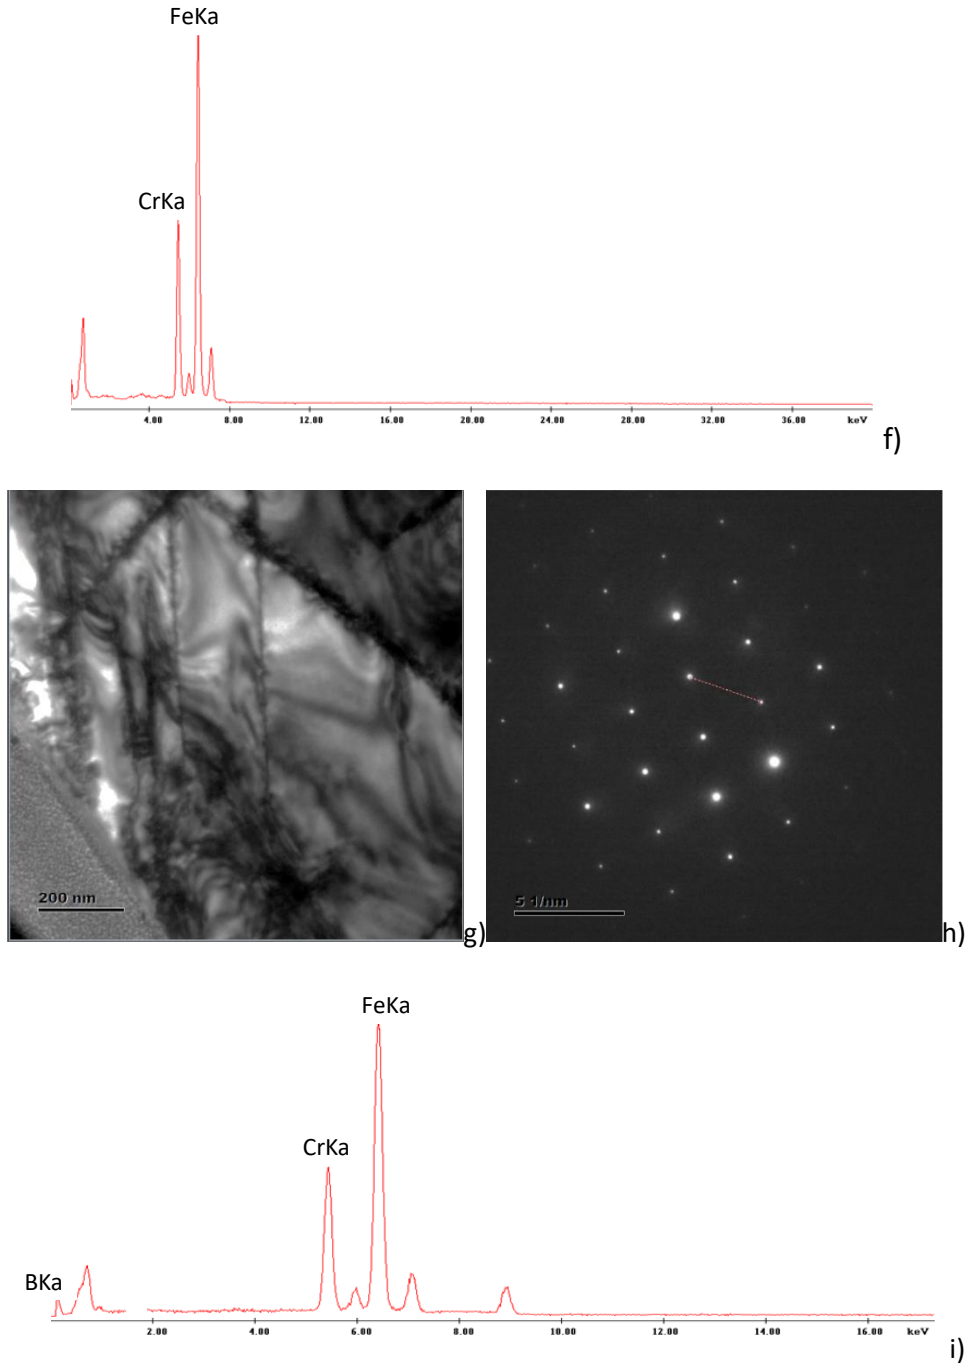 FeKa
CrKa
4.00 8.00 12.00 16.00 20.00 24.00 28.00 32.00 36.00 keV
f)
200 nm
g)
5 1/nm
h)
FeKa
CrKa
BKa
2.00 4.00 6.00 8.00 10.00 12.00 14.00 16.00 keV
i)